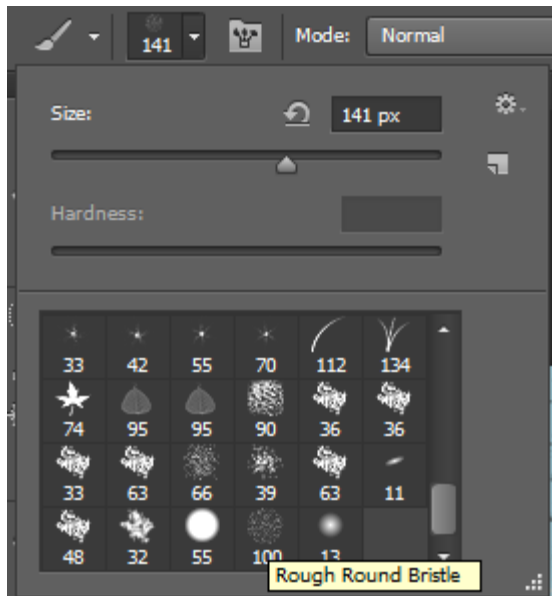 141 Mode: Normal
Size: 141 px
Hardness:
33 42 55 70 112 134
74 95 95 90 36 36
33 63 66 39 63 11
48 32 55 100 13
Rough Round Bristle